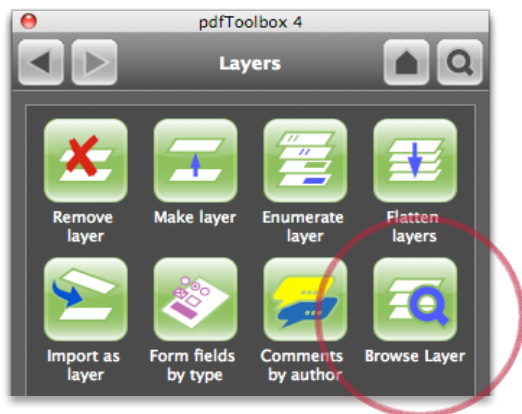 pdfToolbox 4
Layers
Remove
layer
Make layer
Enumerate
layer
Flatten
layers
Import as
layer
Form fields
by type
Comments
by author
Browse Layer